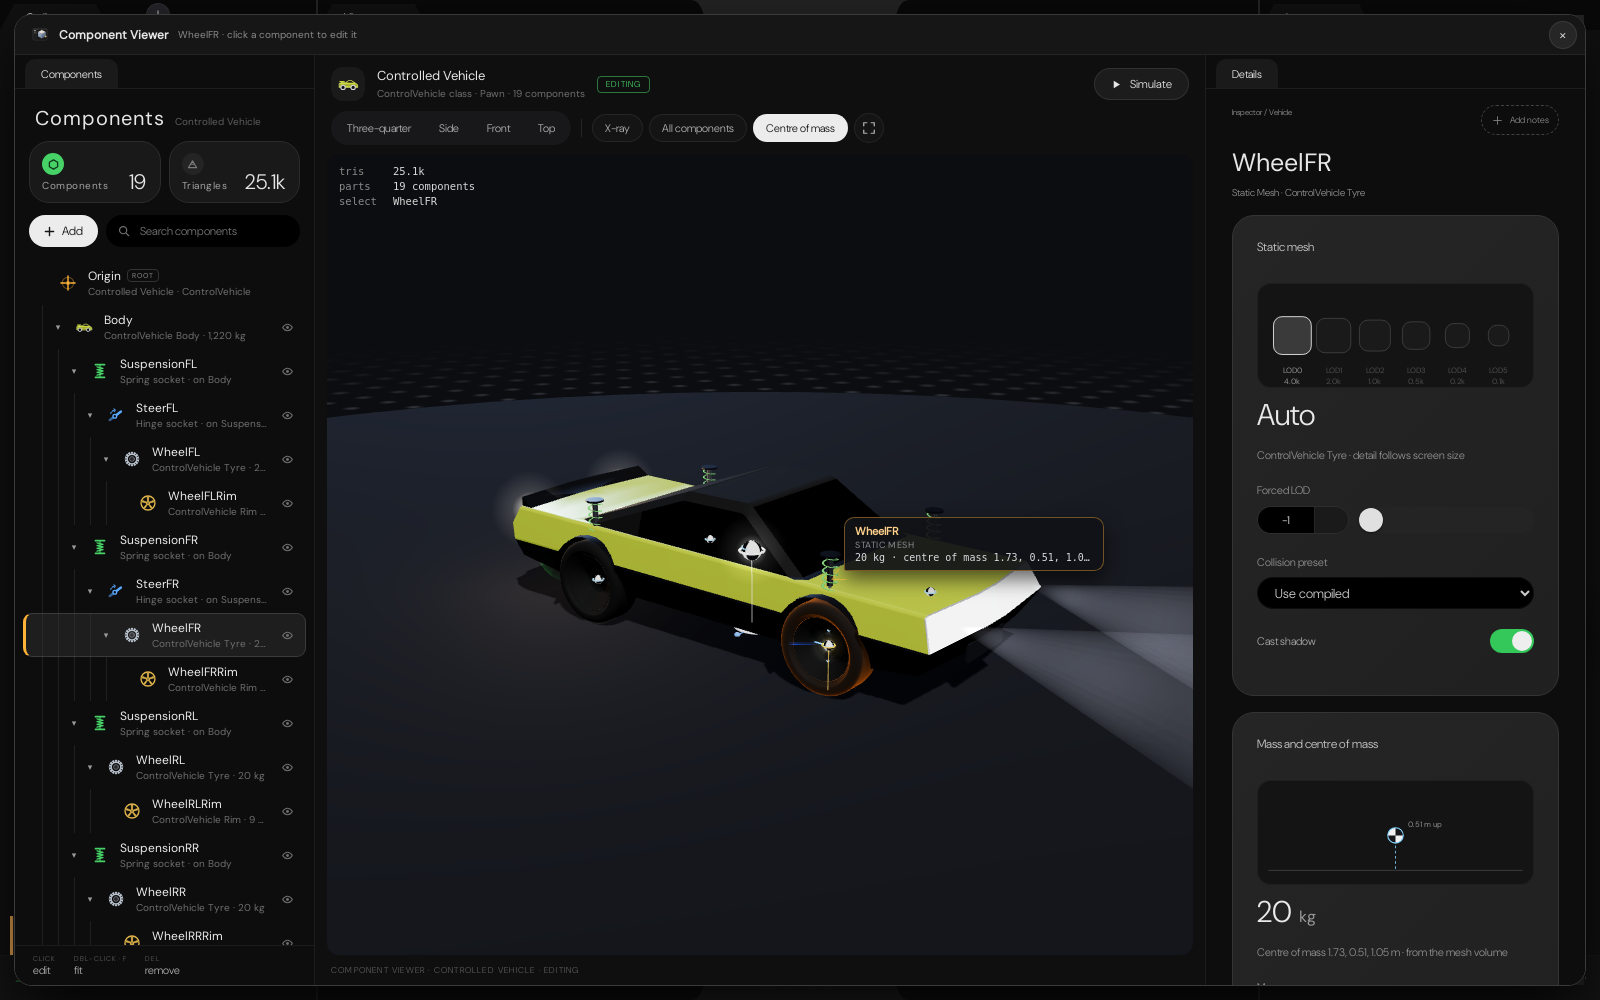 Component Viewer WheelFR · click a component to edit it ×
Components
Components Controlled Vehicle
Components 19
Triangles 25.1k
Add
Search components
Origin ROOT
Controlled Vehicle · ControlVehicle
Body
ControlVehicle Body · 1,220 kg
SuspensionFL
Spring socket · on Body
SteerFL
Hinge socket · on Suspens...
WheelFL
ControlVehicle Tyre · 2...
WheelFLRim
ControlVehicle Rim ...
SuspensionFR
Spring socket · on Body
SteerFR
Hinge socket · on Suspens...
WheelFR
ControlVehicle Tyre · 2...
WheelFRRim
ControlVehicle Rim ...
SuspensionRL
Spring socket · on Body
WheelRL
ControlVehicle Tyre · 20 kg
WheelRLRim
ControlVehicle Rim · 9 ...
SuspensionRR
Spring socket · on Body
WheelRR
ControlVehicle Tyre · 20 kg
WheelRRRim
CLICK DBL-CLICK · F DEL
edit fit remove
Controlled Vehicle
ControlVehicle class · Pawn · 19 components
EDITING
Simulate
Three-quarter Side Front Top X-ray All components Centre of mass
tris 25.1k
parts 19 components
select WheelFR
WheelFR
STATIC MESH
20 kg · centre of mass 1.73, 0.51, 1.0…
COMPONENT VIEWER · CONTROLLED VEHICLE · EDITING
Details
Inspector / Vehicle
Add notes
WheelFR
Static Mesh · ControlVehicle Tyre
Static mesh
LOD0 LOD1 LOD2 LOD3 LOD4 LOD5
4.0k 2.0k 1.0k 0.5k 0.2k 0.1k
Auto
ControlVehicle Tyre · detail follows screen size
Forced LOD
-1
Collision preset
Use compiled
Cast shadow
Mass and centre of mass
0.51 m up
20 kg
Centre of mass 1.73, 0.51, 1.05 m · from the mesh volume